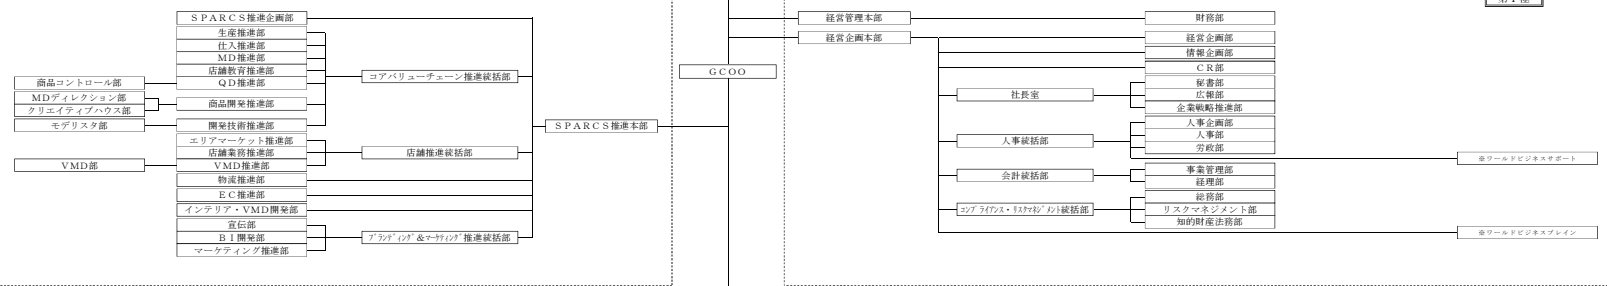 ＳＰＡＲＣＳ推進企画部
生産推進部
仕入推進部
ＭＤ推進部
店舗教育推進部
商品コントロール部
ＱＤ推進部
コアバリューチェーン推進統括部
ＭＤディレクション部
クリエイティブハウス部
商品開発推進部
モデリスタ部
開発技術推進部
ＳＰＡＲＣＳ推進本部
エリアマーケット推進部
店舗業務推進部
店舗推進統括部
ＶＭＤ部
ＶＭＤ推進部
物流推進部
ＥＣ推進部
インテリア・ＶＭＤ開発部
宣伝部
ＢＩ開発部
ﾌﾞﾗﾝﾃﾞｨﾝｸﾞ&ﾏｰｹﾃｨﾝｸﾞ推進統括部
マーケティング推進部
ＧＣＯＯ
経営管理本部
財務部
経営企画本部
経営企画部
情報企画部
ＣＲ部
社長室
秘書部
広報部
企業戦略推進部
人事統括部
人事企画部
人事部
労政部
※ワールドビジネスサポート
会計統括部
事業管理部
経理部
ｺﾝﾌﾟﾗｲｱﾝｽ・ﾘｽｸﾏﾈｼﾞﾒﾝﾄ統括部
総務部
リスクマネジメント部
知的財産法務部
※ワールドビジネスブレイン